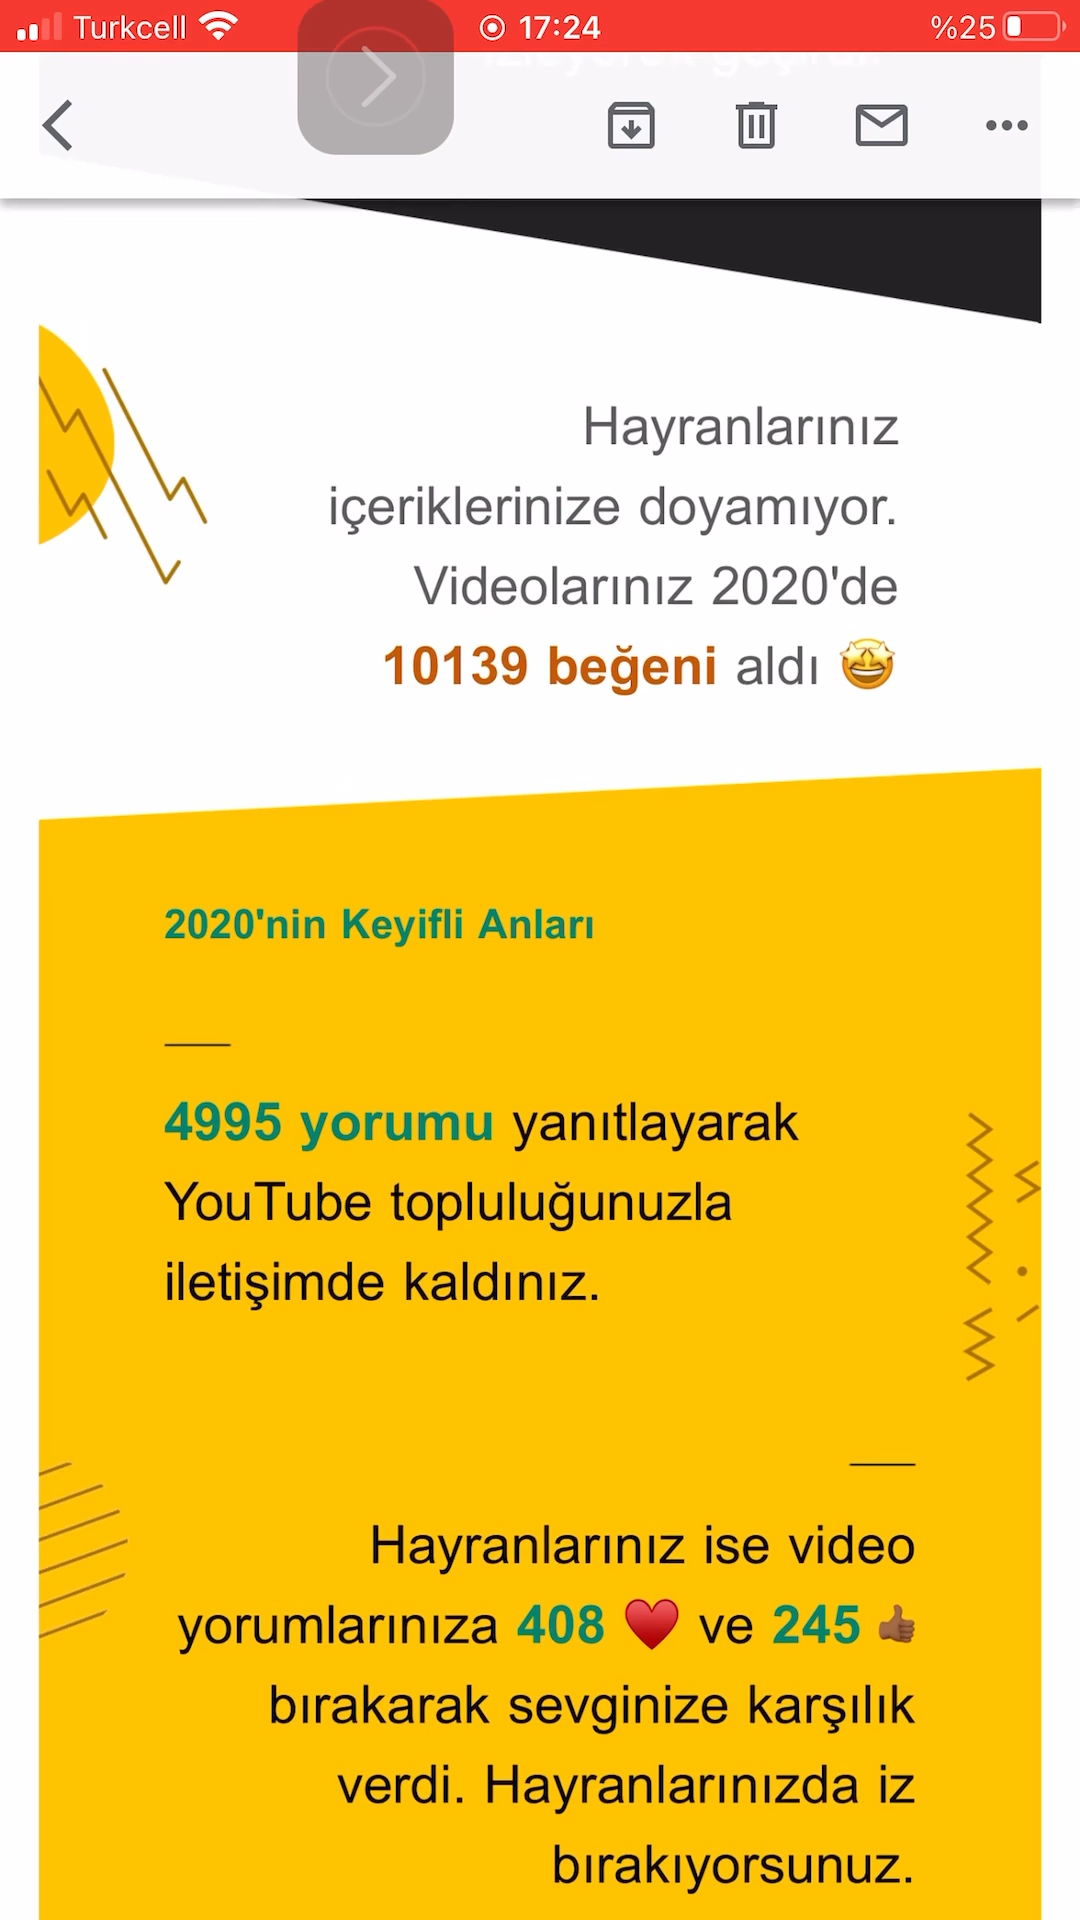 Turkcell 17:24 %25
Hayranlarınız
içeriklerinize doyamıyor.
Videolarınız 2020'de
10139 beğeni aldı 🤩
2020'nin Keyifli Anları
4995 yorumu yanıtlayarak
YouTube topluluğunuzla
iletişimde kaldınız.
Hayranlarınız ise video
yorumlarınıza 408 ♥️ ve 245 👍🏾
bırakarak sevginize karşılık
verdi. Hayranlarınızda iz
bırakıyorsunuz.